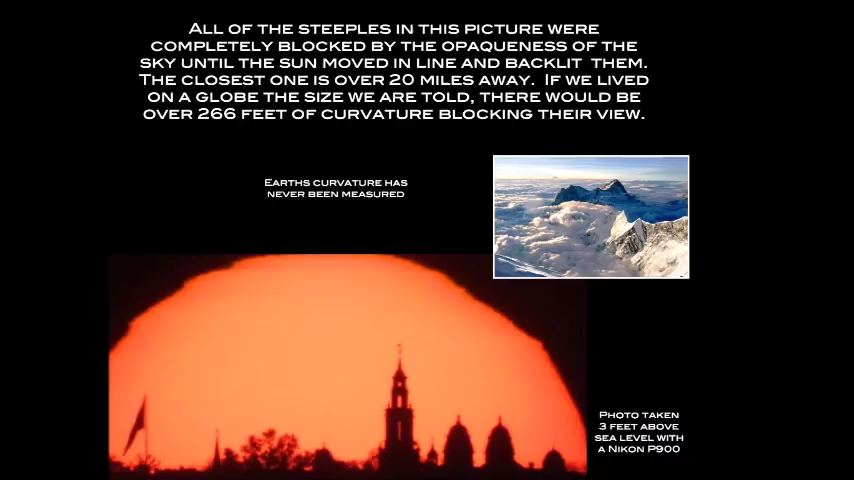 ALL OF THE STEEPLES IN THIS PICTURE WERE
COMPLETELY BLOCKED BY THE OPAQUENESS OF THE
SKY UNTIL THE SUN MOVED IN LINE AND BACKLIT THEM.
THE CLOSEST ONE IS OVER 20 MILES AWAY. IF WE LIVED
ON A GLOBE THE SIZE WE ARE TOLD, THERE WOULD BE
OVER 266 FEET OF CURVATURE BLOCKING THEIR VIEW.
EARTHS CURVATURE HAS
NEVER BEEN MEASURED
PHOTO TAKEN
3 FEET ABOVE
SEA LEVEL WITH
A NIKON P900